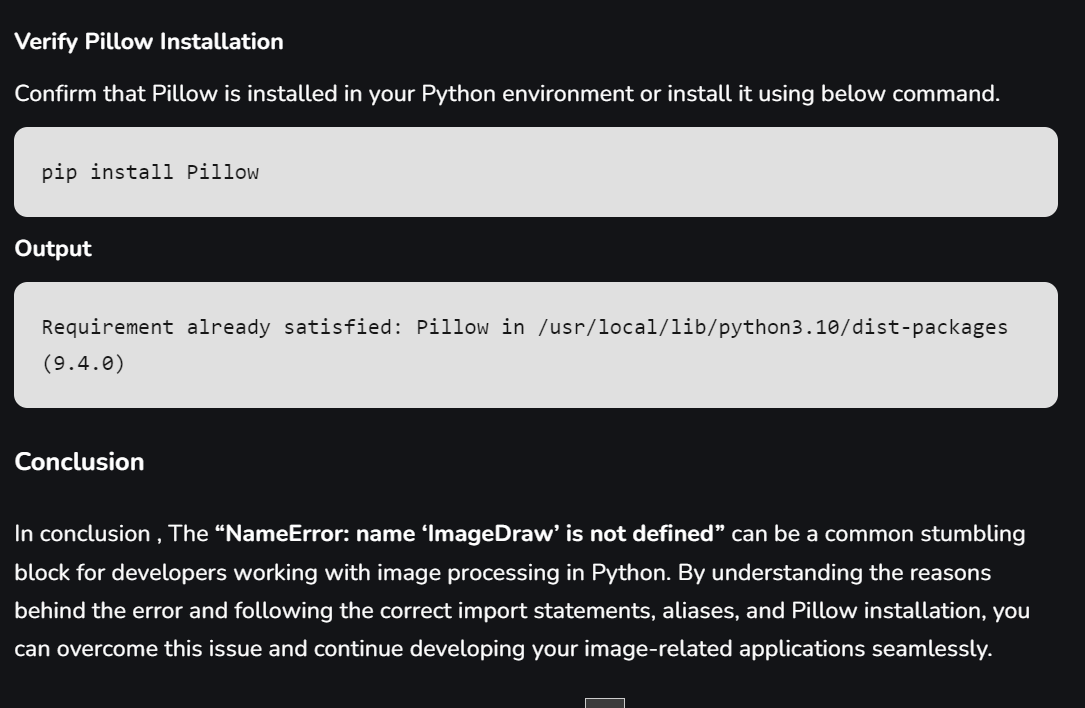 Verify Pillow Installation
Confirm that Pillow is installed in your Python environment or install it using below command.
pip install Pillow
Output
Requirement already satisfied: Pillow in /usr/local/lib/python3.10/dist-packages
(9.4.0)
Conclusion
In conclusion , The “NameError: name ‘ImageDraw’ is not defined” can be a common stumbling
block for developers working with image processing in Python. By understanding the reasons
behind the error and following the correct import statements, aliases, and Pillow installation, you
can overcome this issue and continue developing your image-related applications seamlessly.